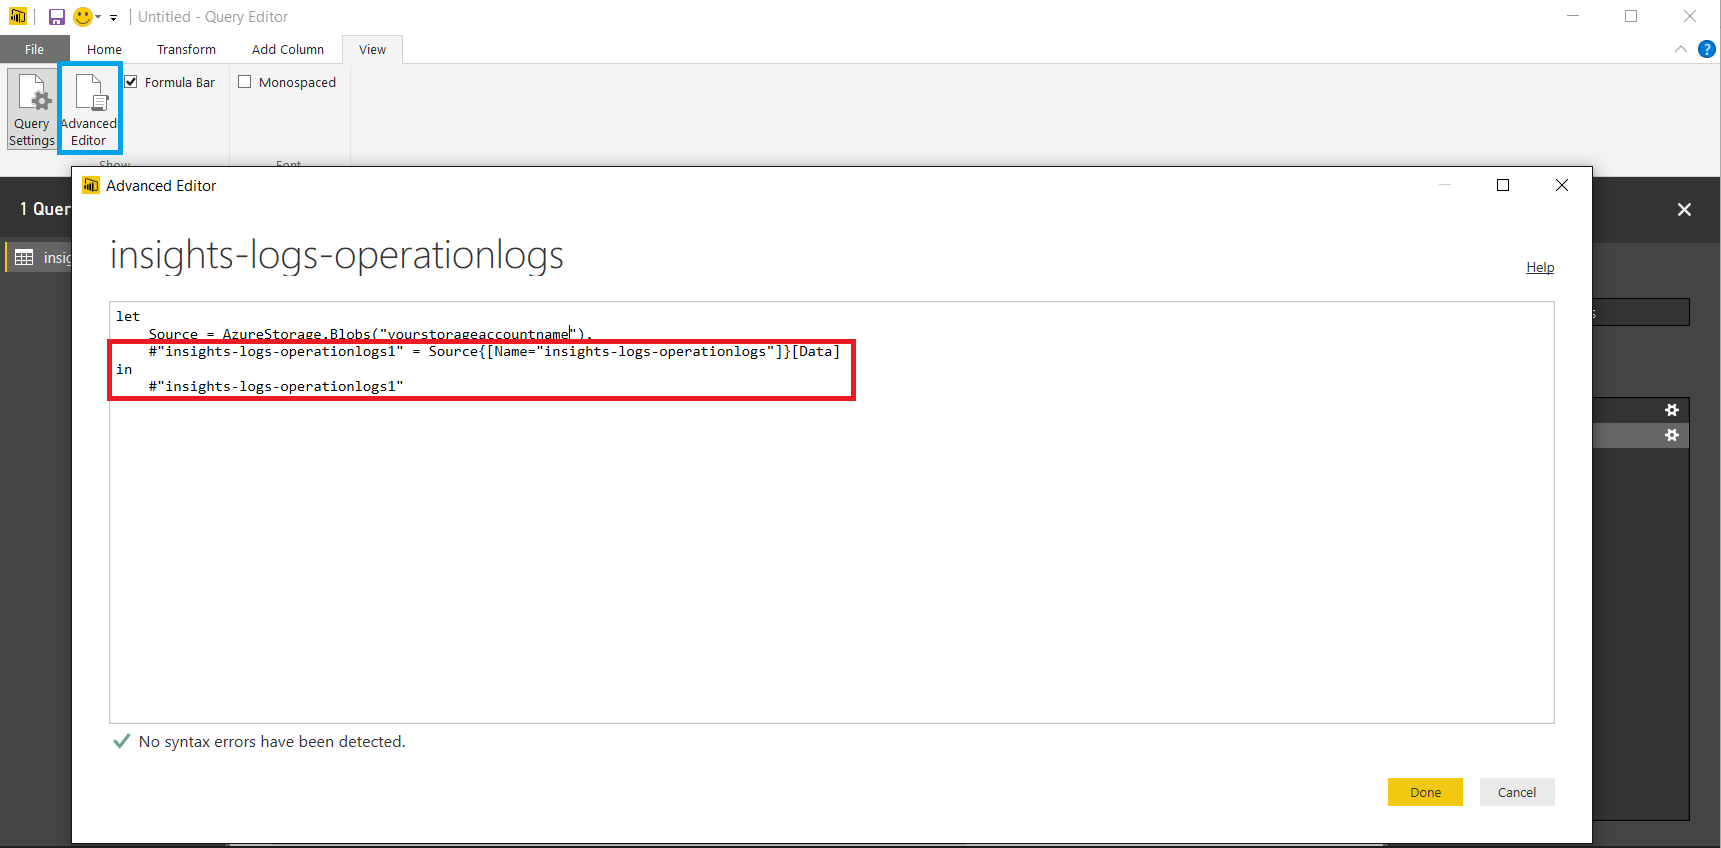 Untitled - Query Editor
File
Home
Transform
Add Column
View
?
Query
Settings
Advanced
Editor
Formula Bar
Monospaced
Show
Font
1 Quer
insig
Advanced Editor
insights-logs-operationlogs
Help
let
Source = AzureStorage.Blobs("yourstorageaccountname"),
#"insights-logs-operationlogs1" = Source{[Name="insights-logs-operationlogs"]}[Data]
in
#"insights-logs-operationlogs1"
No syntax errors have been detected.
Done
Cancel